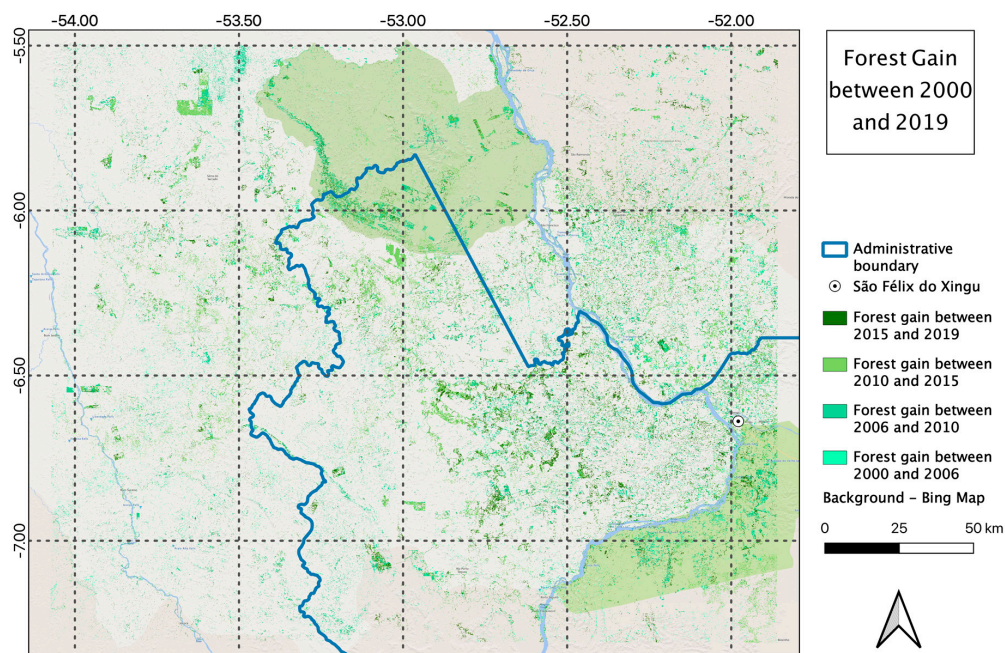 -54.00 -53.50 -53.00 -52.50 -52.00
-5.50
-6.00
-6.50
-7.00
Forest Gain
between 2000
and 2019
Administrative
boundary
São Félix do Xingu
Forest gain between
2015 and 2019
Forest gain between
2010 and 2015
Forest gain between
2006 and 2010
Forest gain between
2000 and 2006
Background – Bing Map
0 25 50 km